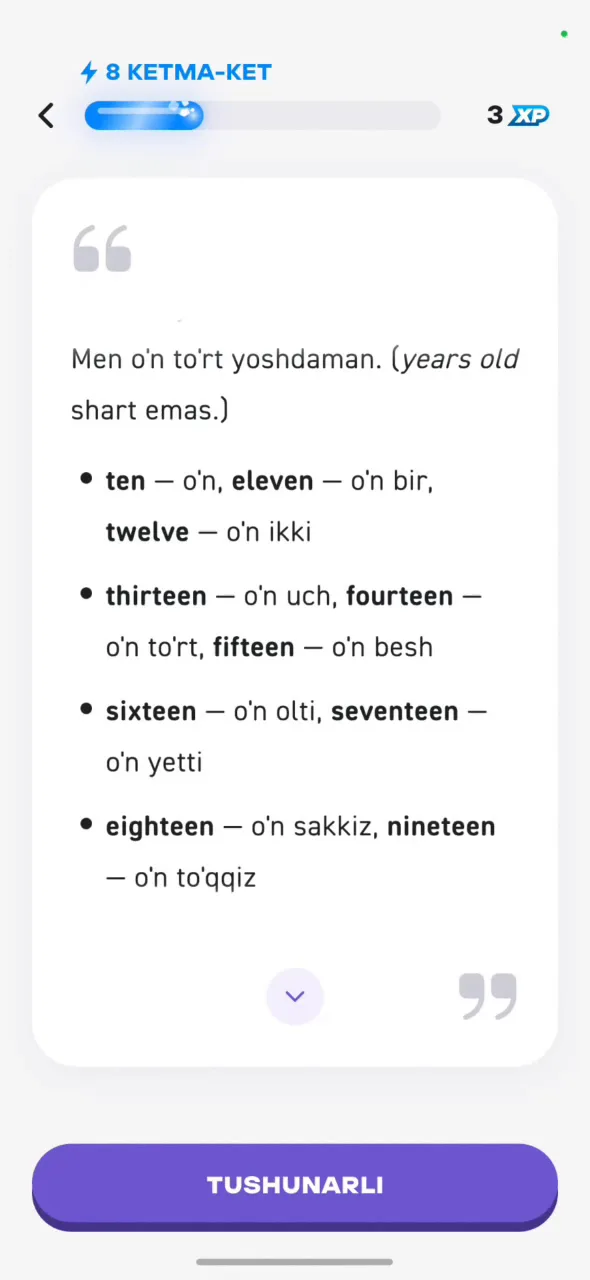 8 KETMA-KET
3 XP
Men o'n to'rt yoshdaman. (years old
shart emas.)
• ten — o'n, eleven — o'n bir,
twelve — o'n ikki
• thirteen — o'n uch, fourteen —
o'n to'rt, fifteen — o'n besh
• sixteen — o'n olti, seventeen —
o'n yetti
• eighteen — o'n sakkiz, nineteen
— o'n to'qqiz
TUSHUNARLI